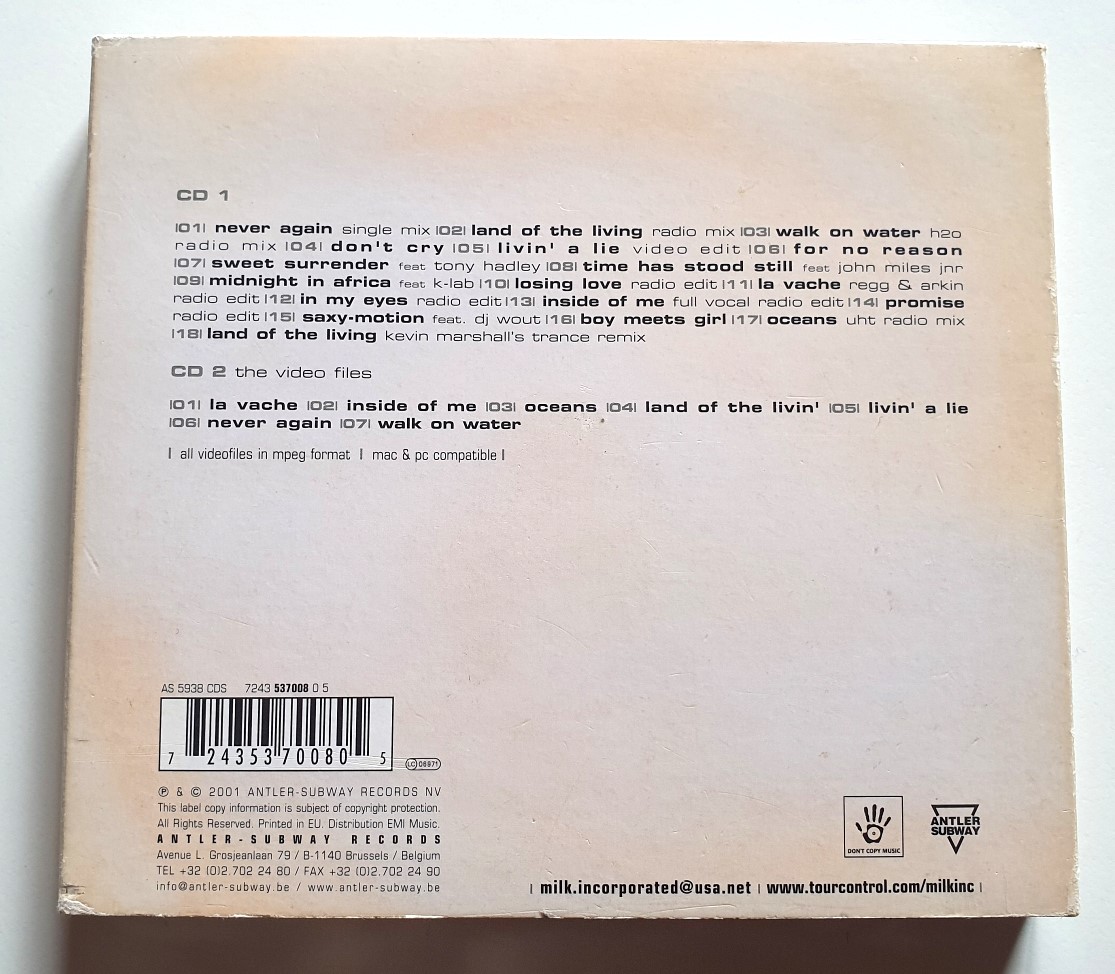 CD 1
|01| never again single mix |02| land of the living radio mix |03| walk on water h2o
radio mix |04| don't cry |05| livin' a lie video edit |06| for no reason
|07| sweet surrender feat tony hadley |08| time has stood still feat john miles jnr
|09| midnight in africa feat k-lab |10| losing love radio edit |11| la vache regg & arkin
radio edit |12| in my eyes radio edit |13| inside of me full vocal radio edit |14| promise
radio edit |15| saxy-motion feat. dj wout |16| boy meets girl |17| oceans uht radio mix
|18| land of the living kevin marshall's trance remix
CD 2 the video files
|01| la vache |02| inside of me |03| oceans |04| land of the livin' |05| livin' a lie
|06| never again |07| walk on water
| all videofiles in mpeg format | mac & pc compatible |
AS 5938 CDS 7243 537008 0 5
7 24353 70080 5
LC 06971
℗ & © 2001 ANTLER-SUBWAY RECORDS NV
This label copy information is subject of copyright protection.
All Rights Reserved. Printed in EU. Distribution EMI Music.
ANTLER-SUBWAY RECORDS
Avenue L. Grosjeanlaan 79 / B-1140 Brussels / Belgium
TEL +32 (0)2.702 24 80 / FAX +32 (0)2.702 24 90
info@antler-subway.be / www.antler-subway.be
DON'T COPY MUSIC
ANTLER
SUBWAY
| milk.incorporated@usa.net | www.tourcontrol.com/milkinc |